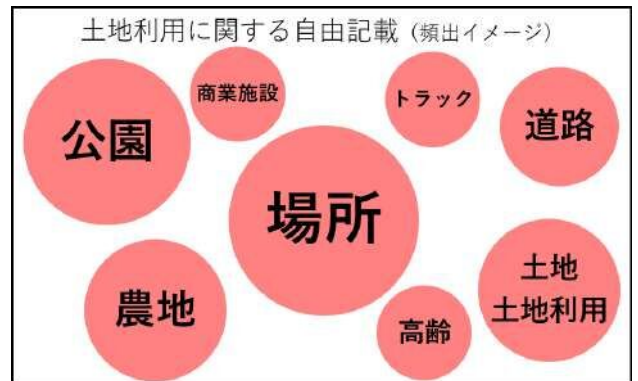 土地利用に関する自由記載（頻出イメージ）
商業施設
トラック
公園
道路
場所
農地
土地
土地利用
高齢